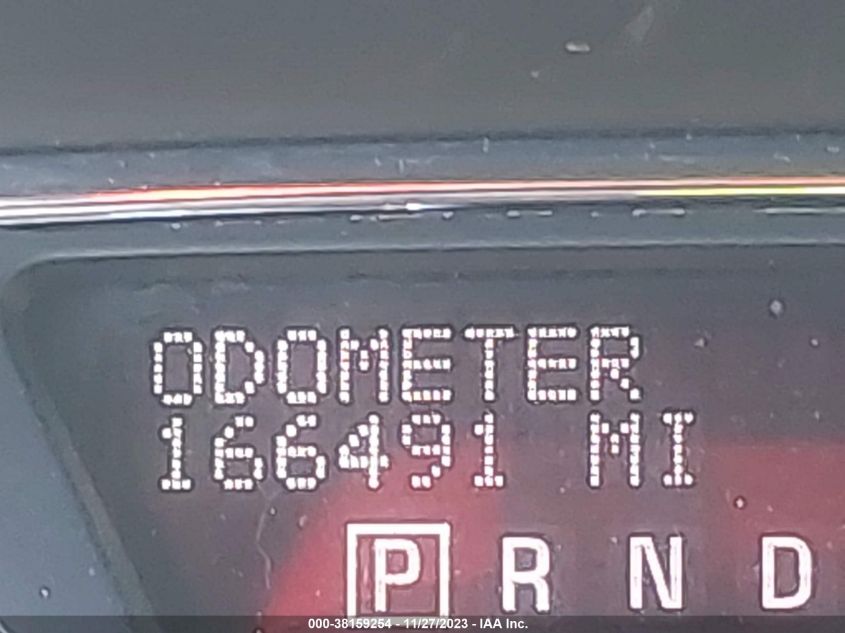 ODOMETER
166491 MI
P R N D
000-38159254 - 11/27/2023 - IAA Inc.